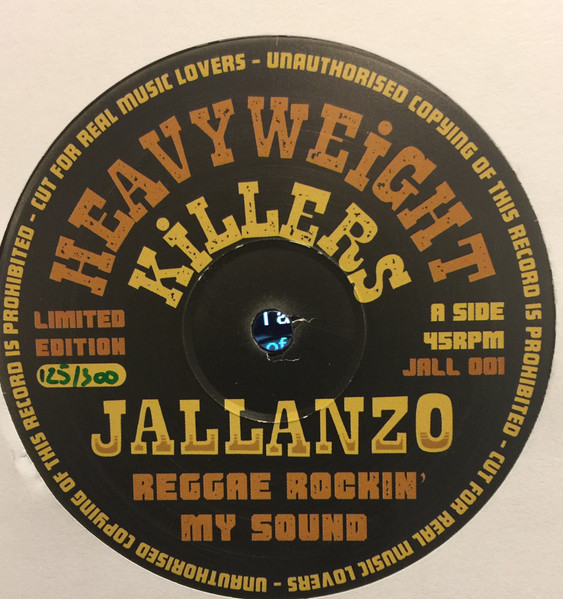 CUT FOR REAL MUSIC LOVERS - UNAUTHORISED COPYING OF THIS RECORD IS PROHIBITED - CUT FOR REAL MUSIC LOVERS - UNAUTHORISED COPYING OF THIS RECORD IS PROHIBITED -
HEAVYWEiGHT
KiLLERS
LIMITED
EDITION
125/300
A SIDE
45RPM
JALL 001
JALLANZO
REGGAE ROCKIN'
MY SOUND